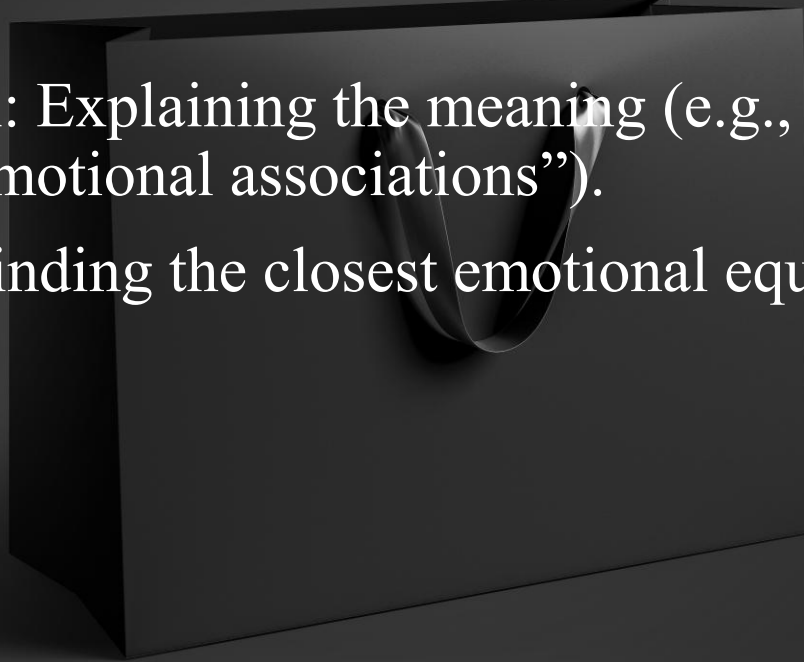 : Explaining the meaning (e.g.,
motional associations”).
inding the closest emotional equ